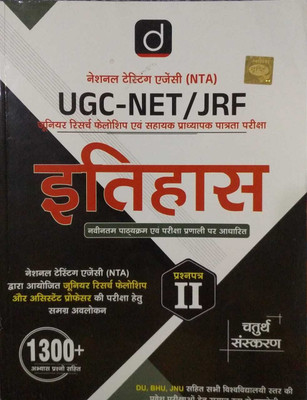 d
नेशनल टेस्टिंग एजेंसी (NTA)
UGC-NET/JRF
जूनियर रिसर्च फेलोशिप एवं सहायक प्राध्यापक पात्रता परीक्षा
इतिहास
नवीनतम पाठ्यक्रम एवं परीक्षा प्रणाली पर आधारित
नेशनल टेस्टिंग एजेंसी (NTA)
द्वारा आयोजित जूनियर रिसर्च फेलोशिप
और असिस्टेंट प्रोफेसर की परीक्षा हेतु
समग्र अवलोकन
प्रश्नपत्र
II
चतुर्थ
संस्करण
1300+
अभ्यास प्रश्नों सहित
DU, BHU, JNU सहित सभी विश्वविद्यालयी स्तर की